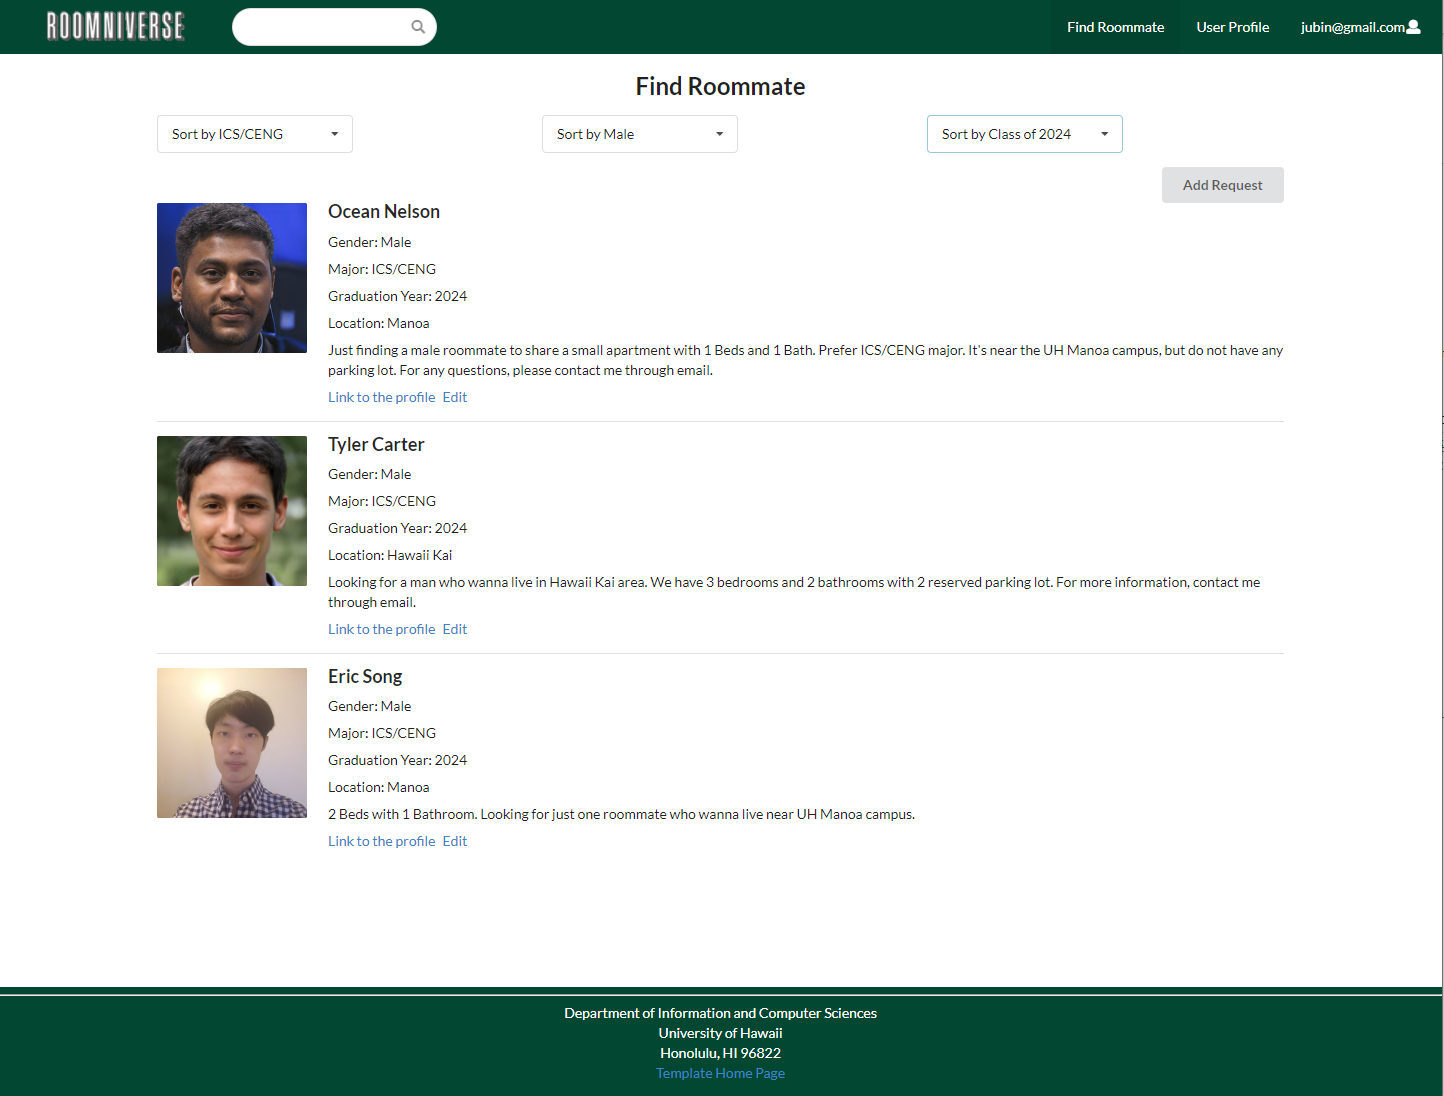 ROOMNIVERSE
Find Roommate
User Profile
jubin@gmail.com
Find Roommate
Sort by ICS/CENG
Sort by Male
Sort by Class of 2024
Add Request
Ocean Nelson
Gender: Male
Major: ICS/CENG
Graduation Year: 2024
Location: Manoa
Just finding a male roommate to share a small apartment with 1 Beds and 1 Bath. Prefer ICS/CENG major. It's near the UH Manoa campus, but do not have any
parking lot. For any questions, please contact me through email.
Link to the profile Edit
Tyler Carter
Gender: Male
Major: ICS/CENG
Graduation Year: 2024
Location: Hawaii Kai
Looking for a man who wanna live in Hawaii Kai area. We have 3 bedrooms and 2 bathrooms with 2 reserved parking lot. For more information, contact me
through email.
Link to the profile Edit
Eric Song
Gender: Male
Major: ICS/CENG
Graduation Year: 2024
Location: Manoa
2 Beds with 1 Bathroom. Looking for just one roommate who wanna live near UH Manoa campus.
Link to the profile Edit
Department of Information and Computer Sciences
University of Hawaii
Honolulu, HI 96822
Template Home Page